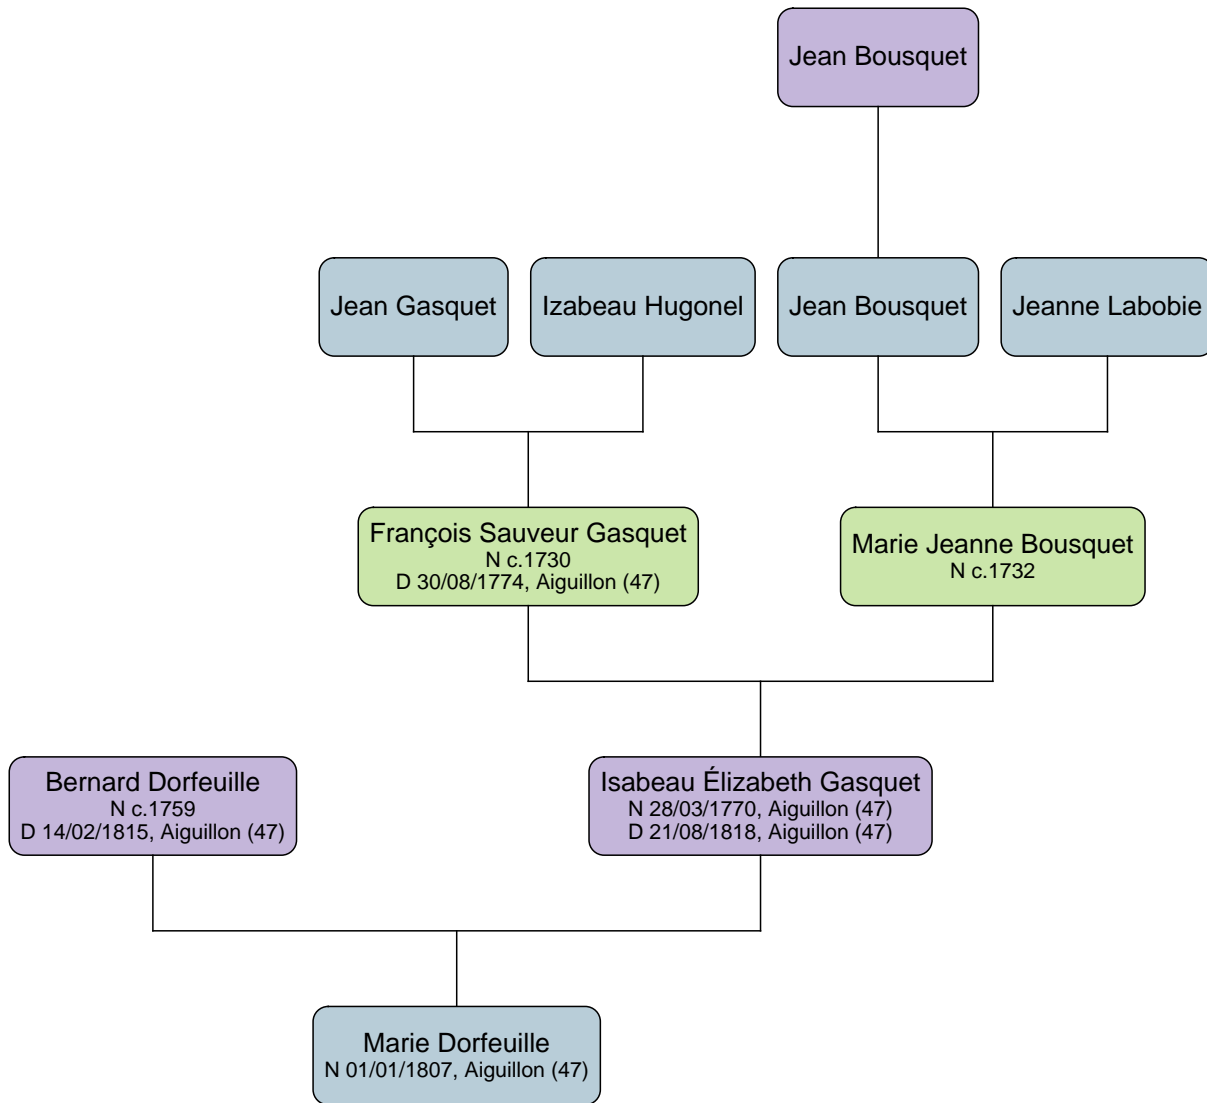 Jean Bousquet
Jean Gasquet
Izabeau Hugonel
Jean Bousquet
Jeanne Labobie
François Sauveur Gasquet
N c.1730
D 30/08/1774, Aiguillon (47)
Marie Jeanne Bousquet
N c.1732
Bernard Dorfeuille
N c.1759
D 14/02/1815, Aiguillon (47)
Isabeau Élizabeth Gasquet
N 28/03/1770, Aiguillon (47)
D 21/08/1818, Aiguillon (47)
Marie Dorfeuille
N 01/01/1807, Aiguillon (47)